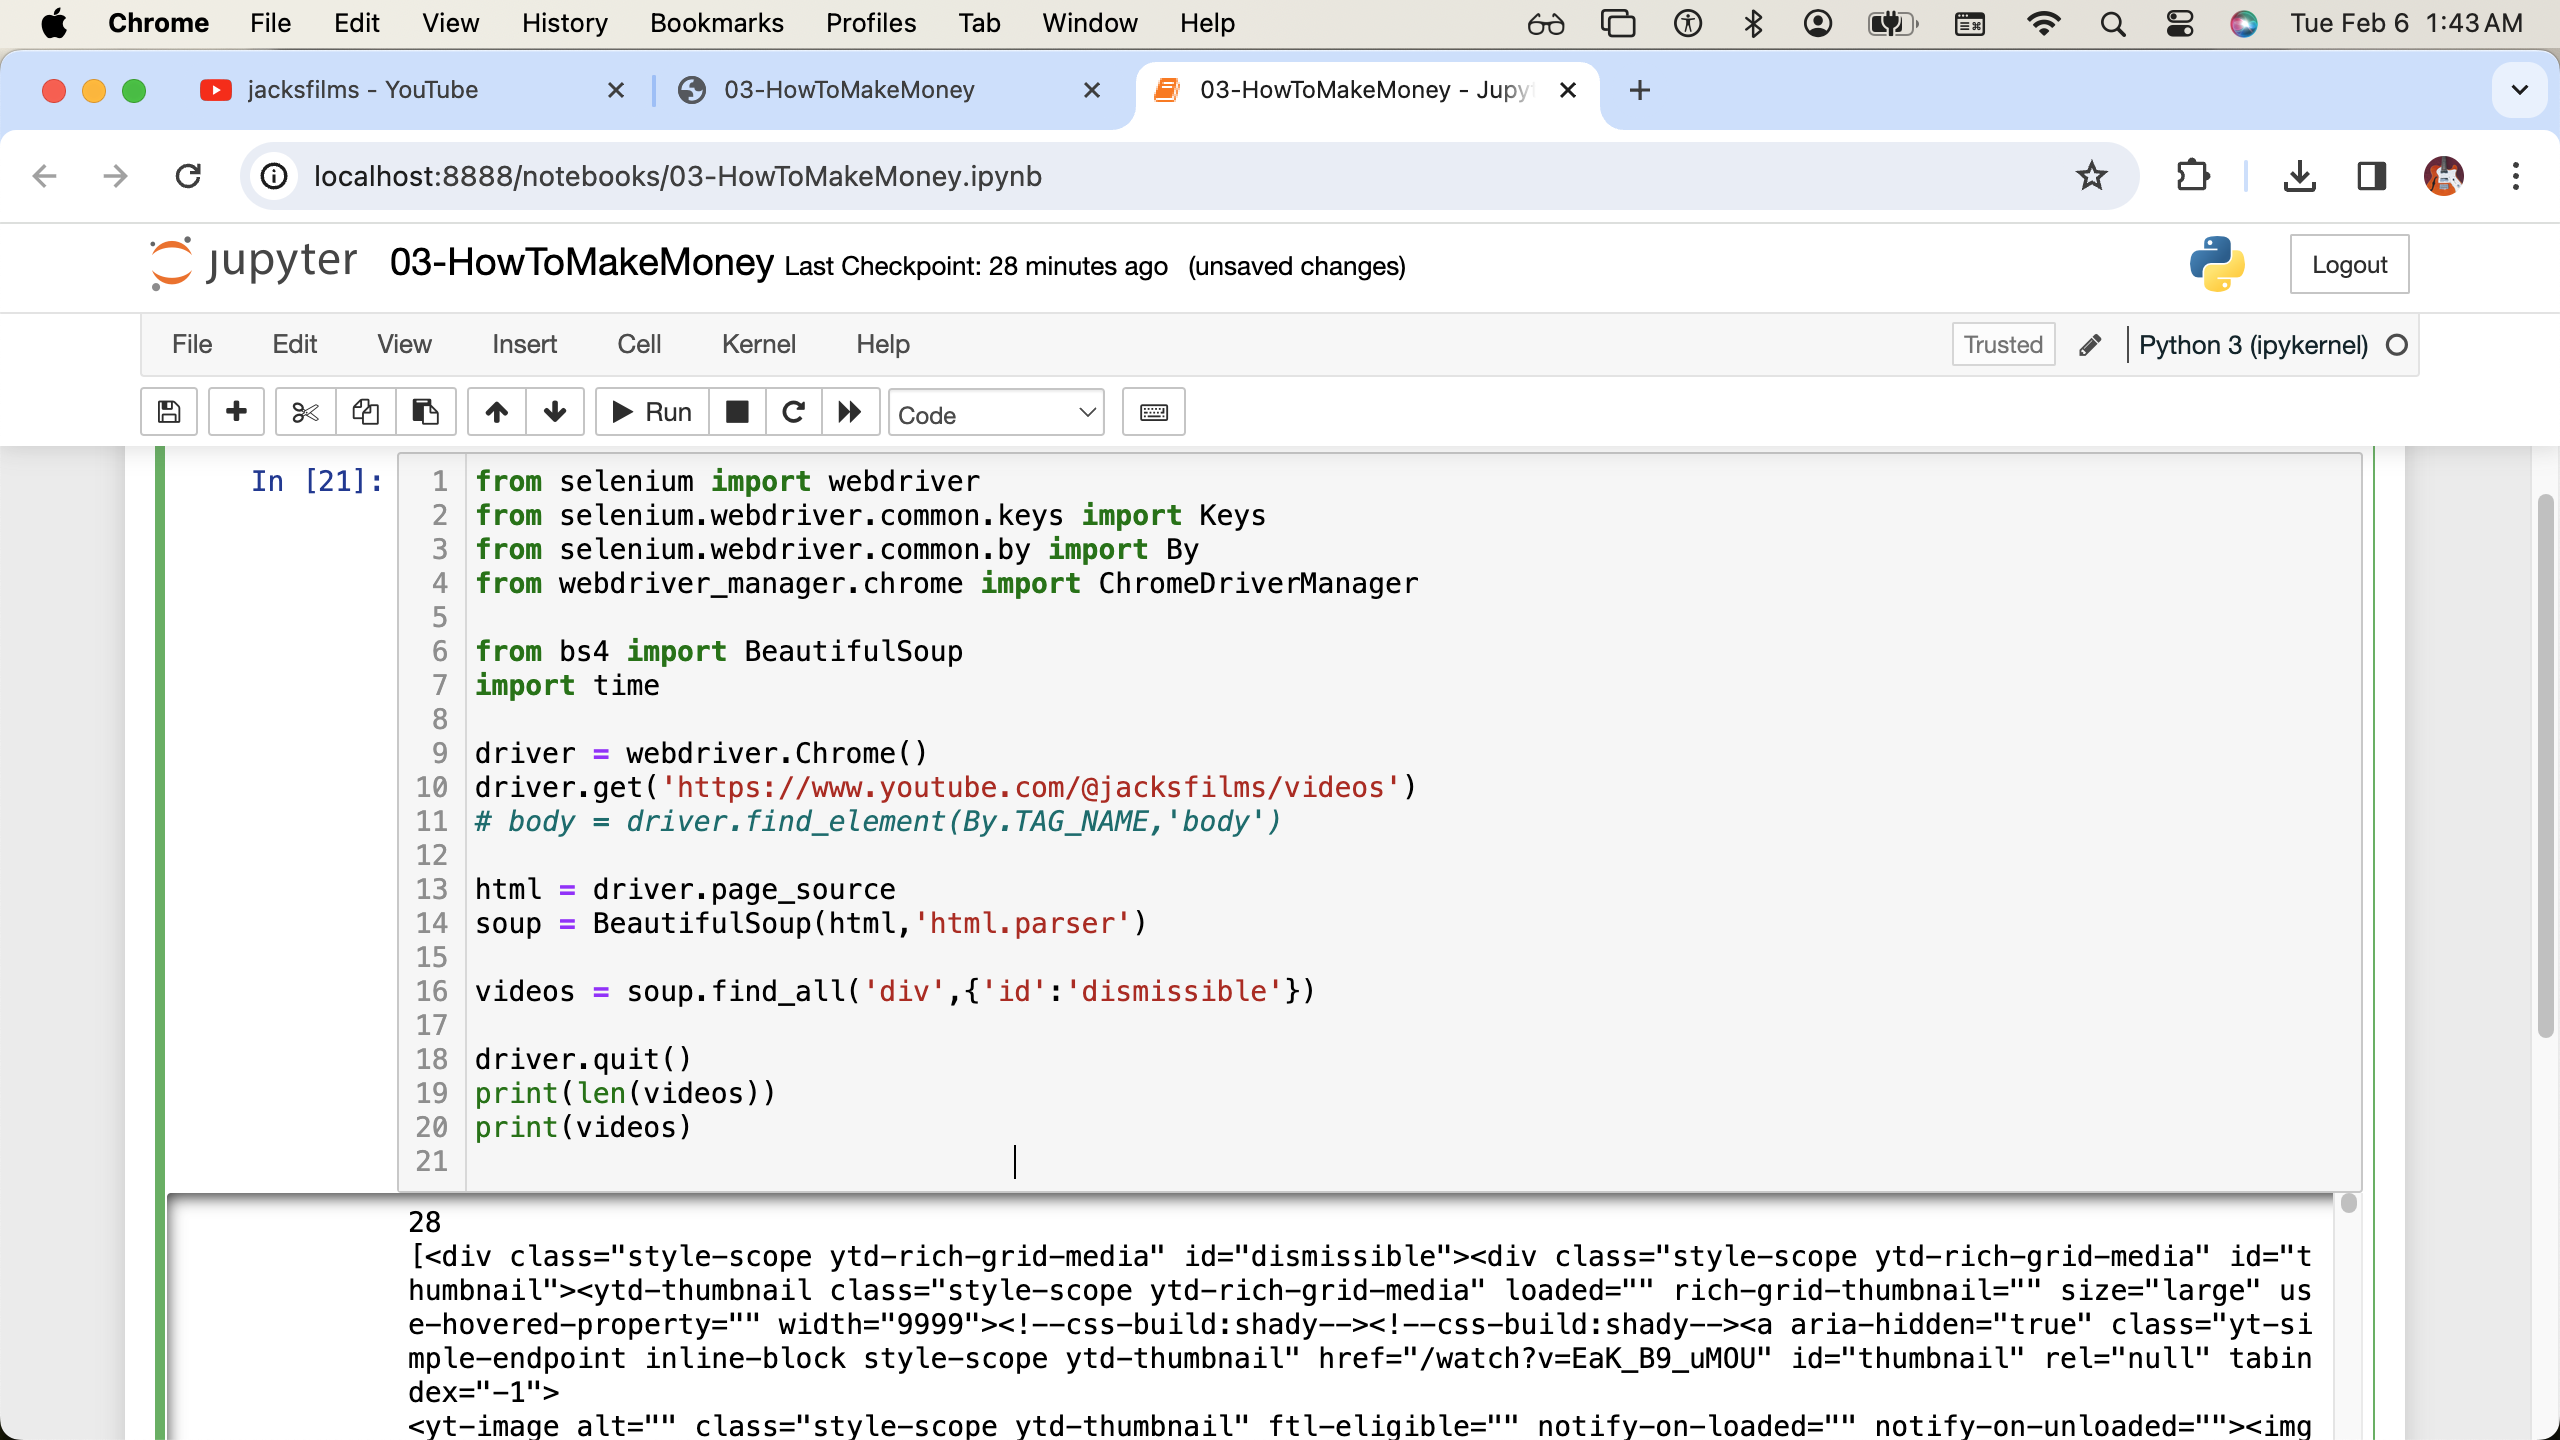 Chrome File Edit View History Bookmarks Profiles Tab Window Help Tue Feb 6 1:43 AM
jacksfilms - YouTube 03-HowToMakeMoney 03-HowToMakeMoney - Jupy
localhost:8888/notebooks/03-HowToMakeMoney.ipynb
jupyter 03-HowToMakeMoney Last Checkpoint: 28 minutes ago (unsaved changes) Logout
File Edit View Insert Cell Kernel Help Trusted Python 3 (ipykernel)
Run Code
In [21]:
1 from selenium import webdriver
2 from selenium.webdriver.common.keys import Keys
3 from selenium.webdriver.common.by import By
4 from webdriver_manager.chrome import ChromeDriverManager
5
6 from bs4 import BeautifulSoup
7 import time
8
9 driver = webdriver.Chrome()
10 driver.get('https://www.youtube.com/@jacksfilms/videos')
11 # body = driver.find_element(By.TAG_NAME,'body')
12
13 html = driver.page_source
14 soup = BeautifulSoup(html,'html.parser')
15
16 videos = soup.find_all('div',{'id':'dismissible'})
17
18 driver.quit()
19 print(len(videos))
20 print(videos)
21
28
[<div class="style-scope ytd-rich-grid-media" id="dismissible"><div class="style-scope ytd-rich-grid-media" id="t
humbnail"><ytd-thumbnail class="style-scope ytd-rich-grid-media" loaded="" rich-grid-thumbnail="" size="large" us
e-hovered-property="" width="9999"><!--css-build:shady--><!--css-build:shady--><a aria-hidden="true" class="yt-si
mple-endpoint inline-block style-scope ytd-thumbnail" href="/watch?v=EaK_B9_uMOU" id="thumbnail" rel="null" tabin
dex="-1">
<yt-image alt="" class="style-scope ytd-thumbnail" ftl-eligible="" notify-on-loaded="" notify-on-unloaded=""><img